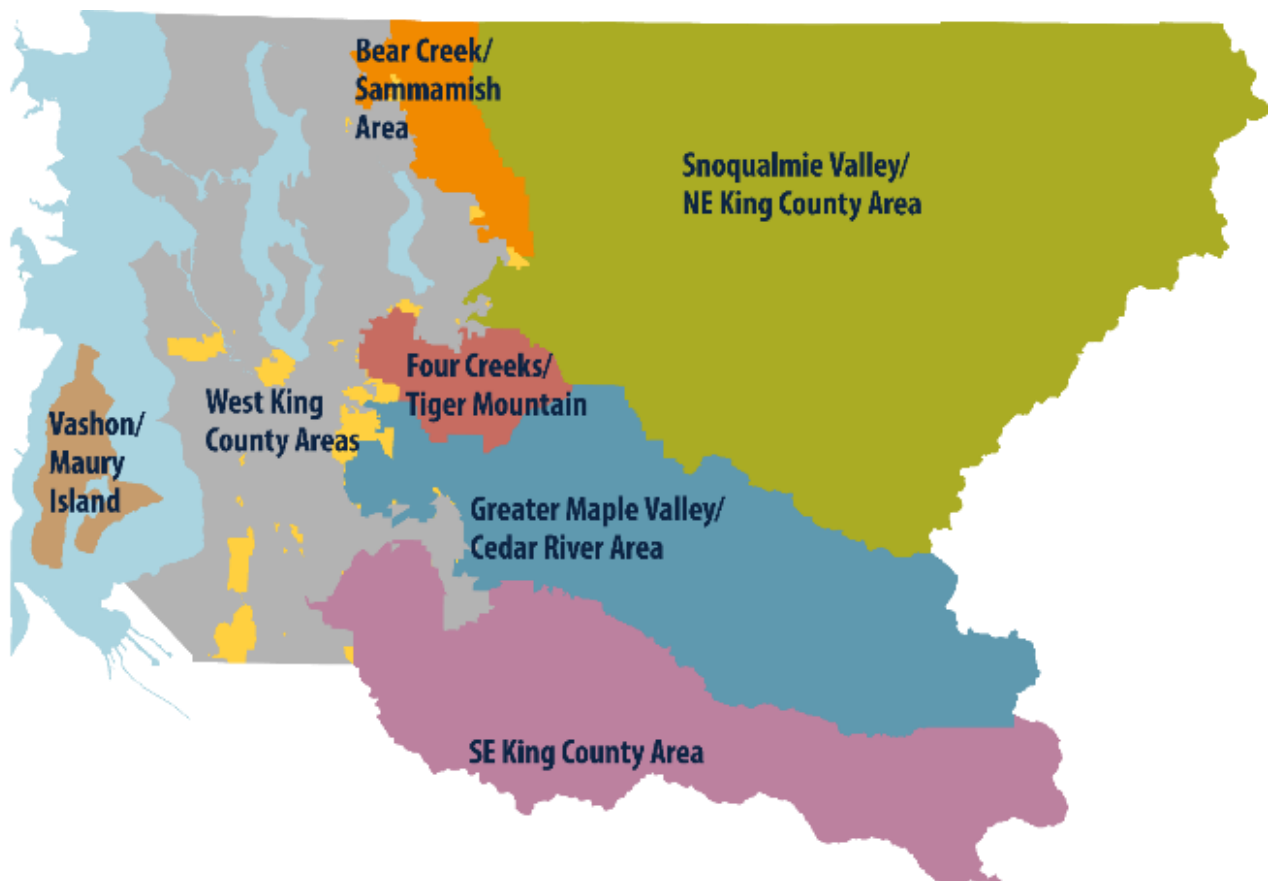 Bear Creek/
Sammamish
Area
Snoqualmie Valley/
NE King County Area
Four Creeks/
Tiger Mountain
West King
County Areas
Vashon/
Maury
Island
Greater Maple Valley/
Cedar River Area
SE King County Area